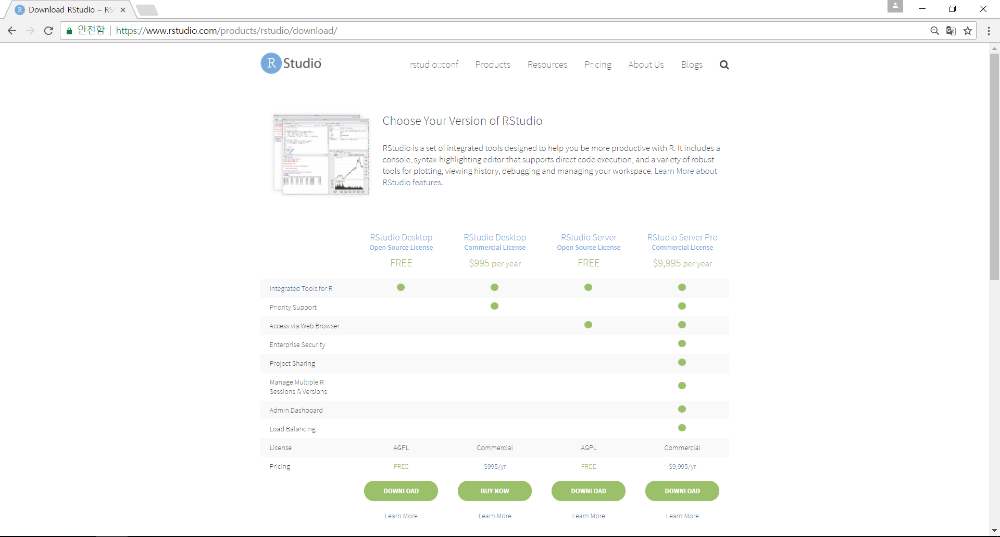 Download RStudio – RS
안전함 https://www.rstudio.com/products/rstudio/download/
R Studio
rstudio::conf Products Resources Pricing About Us Blogs
Choose Your Version of RStudio
RStudio is a set of integrated tools designed to help you be more productive with R. It includes a
console, syntax-highlighting editor that supports direct code execution, and a variety of robust
tools for plotting, viewing history, debugging and managing your workspace. Learn More about
RStudio features.
RStudio Desktop RStudio Desktop RStudio Server RStudio Server Pro
Open Source License Commercial License Open Source License Commercial License
FREE $995 per year FREE $9,995 per year
Integrated Tools for R
Priority Support
Access via Web Browser
Enterprise Security
Project Sharing
Manage Multiple R
Sessions & Versions
Admin Dashboard
Load Balancing
License AGPL Commercial AGPL Commercial
Pricing FREE $995/yr FREE $9,995/yr
DOWNLOAD BUY NOW DOWNLOAD DOWNLOAD
Learn More Learn More Learn More Learn More